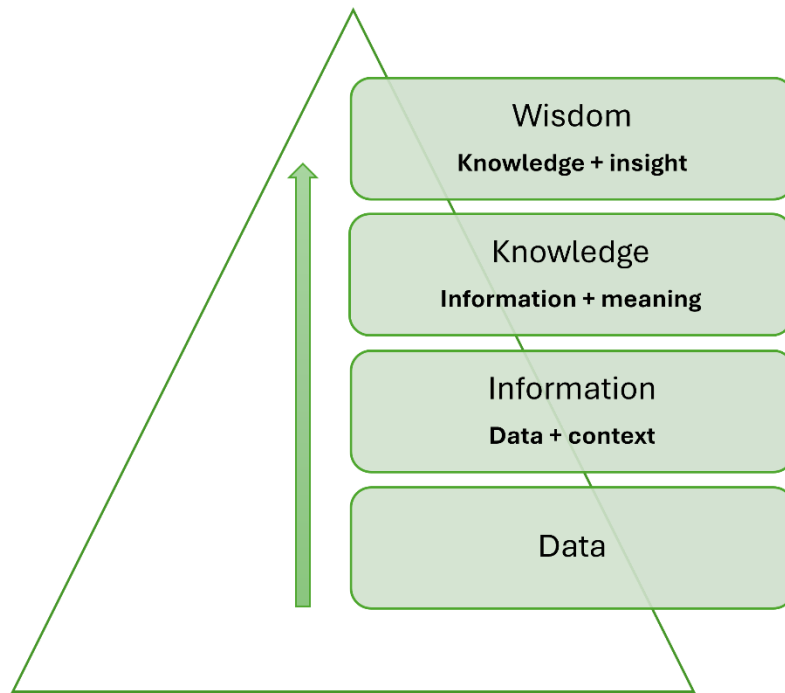 Wisdom
Knowledge + insight
Knowledge
Information + meaning
Information
Data + context
Data